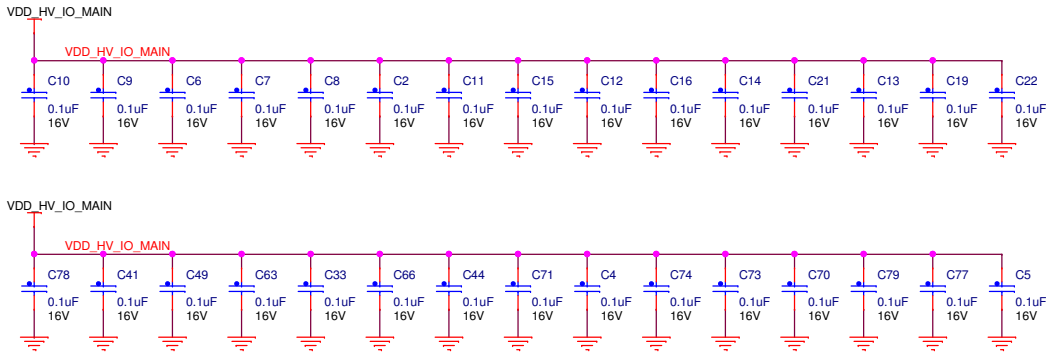 VDD_HV_IO_MAIN
VDD_HV_IO_MAIN
C10 C9 C6 C7 C8 C2 C11 C15 C12 C16 C14 C21 C13 C19 C22
0.1uF 0.1uF 0.1uF 0.1uF 0.1uF 0.1uF 0.1uF 0.1uF 0.1uF 0.1uF 0.1uF 0.1uF 0.1uF 0.1uF 0.1uF
16V 16V 16V 16V 16V 16V 16V 16V 16V 16V 16V 16V 16V 16V 16V
VDD_HV_IO_MAIN
VDD_HV_IO_MAIN
C78 C41 C49 C63 C33 C66 C44 C71 C4 C74 C73 C70 C79 C77 C5
0.1uF 0.1uF 0.1uF 0.1uF 0.1uF 0.1uF 0.1uF 0.1uF 0.1uF 0.1uF 0.1uF 0.1uF 0.1uF 0.1uF 0.1uF
16V 16V 16V 16V 16V 16V 16V 16V 16V 16V 16V 16V 16V 16V 16V